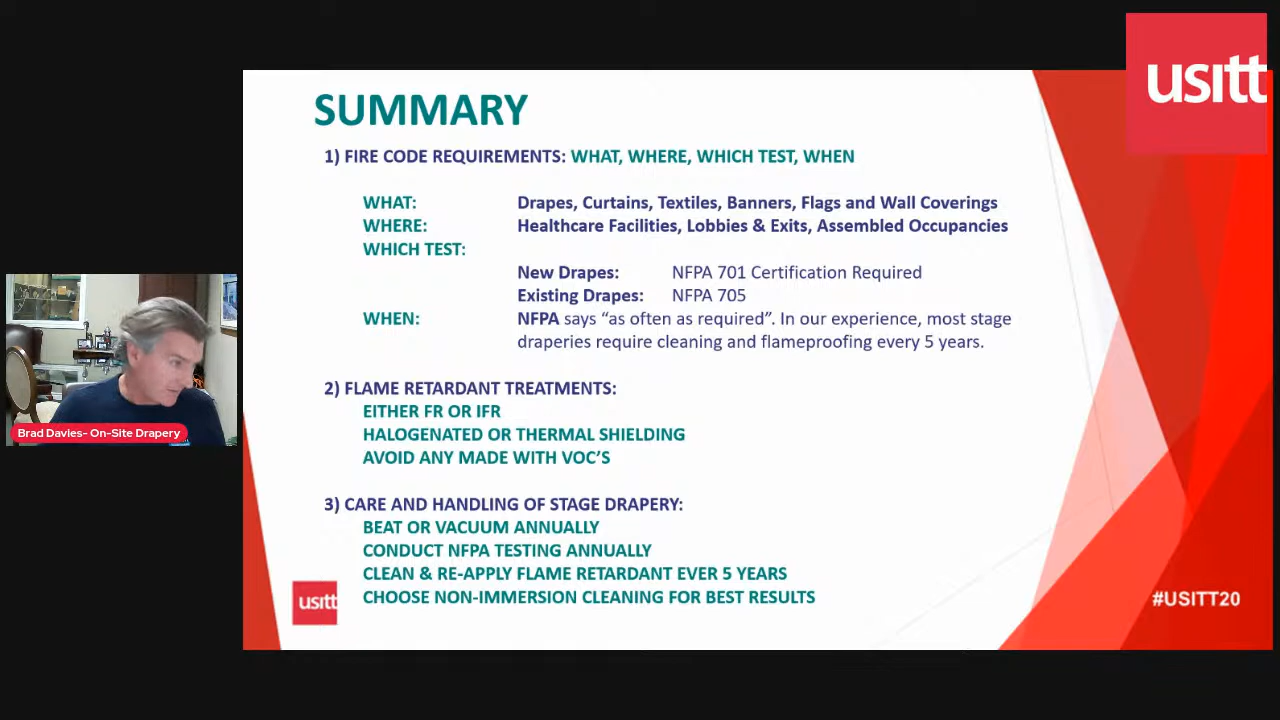 usitt
SUMMARY
1) FIRE CODE REQUIREMENTS: WHAT, WHERE, WHICH TEST, WHEN
WHAT: Drapes, Curtains, Textiles, Banners, Flags and Wall Coverings
WHERE: Healthcare Facilities, Lobbies & Exits, Assembled Occupancies
WHICH TEST:
New Drapes: NFPA 701 Certification Required
Existing Drapes: NFPA 705
WHEN: NFPA says “as often as required”. In our experience, most stage
draperies require cleaning and flameproofing every 5 years.
2) FLAME RETARDANT TREATMENTS:
EITHER FR OR IFR
HALOGENATED OR THERMAL SHIELDING
AVOID ANY MADE WITH VOC’S
3) CARE AND HANDLING OF STAGE DRAPERY:
BEAT OR VACUUM ANNUALLY
CONDUCT NFPA TESTING ANNUALLY
CLEAN & RE-APPLY FLAME RETARDANT EVER 5 YEARS
CHOOSE NON-IMMERSION CLEANING FOR BEST RESULTS
usitt
#USITT20
Brad Davies- On-Site Drapery